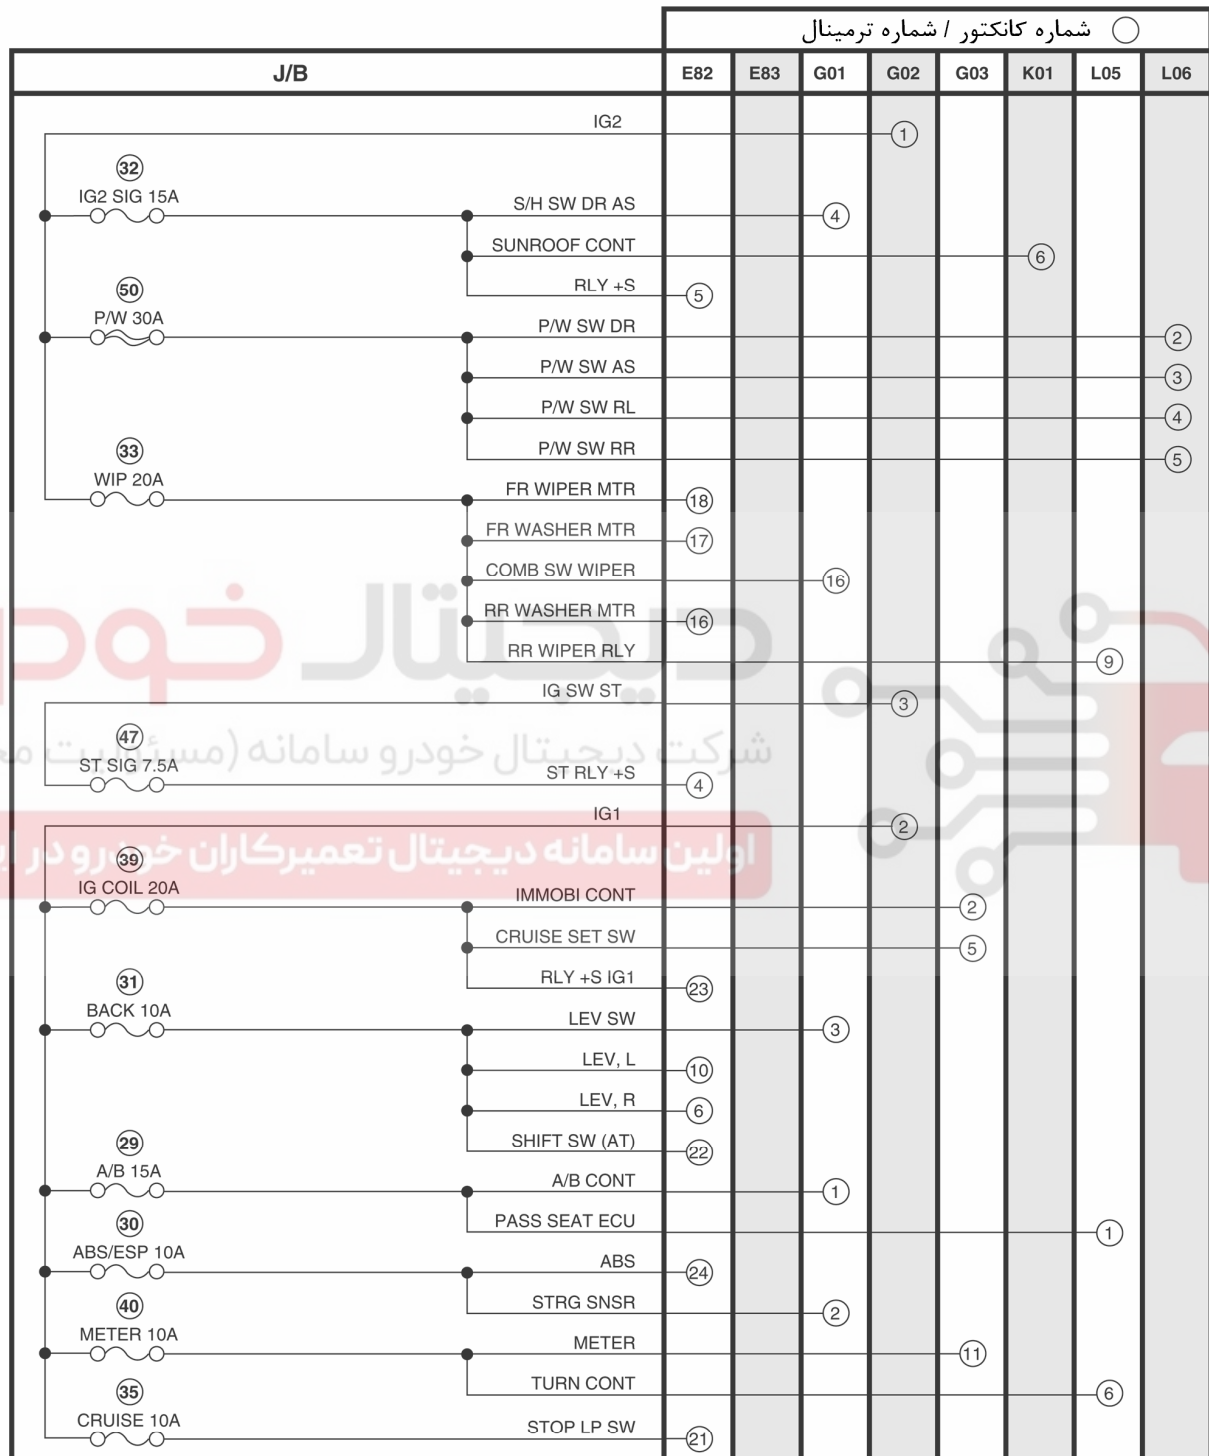 شماره کانکتور / شماره ترمینال
J/B E82 E83 G01 G02 G03 K01 L05 L06
IG2 1
32
IG2 SIG 15A
S/H SW DR AS 4
SUNROOF CONT 6
RLY +S 5
50
P/W 30A
P/W SW DR 2
P/W SW AS 3
P/W SW RL 4
P/W SW RR 5
33
WIP 20A
FR WIPER MTR 18
FR WASHER MTR 17
COMB SW WIPER 16
RR WASHER MTR 16
RR WIPER RLY 9
دیجیتال خودرو
IG SW ST 3
شرکت دیجیتال خودرو سامانه (مسئولیت
47
ST SIG 7.5A
ST RLY +S 4
IG1 2
اولین سامانه دیجیتال تعمیرکاران خودرو در
39
IG COIL 20A
IMMOBI CONT 2
CRUISE SET SW 5
RLY +S IG1 23
31
BACK 10A
LEV SW 3
LEV, L 10
LEV, R 6
SHIFT SW (AT) 22
29
A/B 15A
A/B CONT 1
PASS SEAT ECU 1
30
ABS/ESP 10A
ABS 24
STRG SNSR 2
40
METER 10A
METER 11
TURN CONT 6
35
CRUISE 10A
STOP LP SW 21